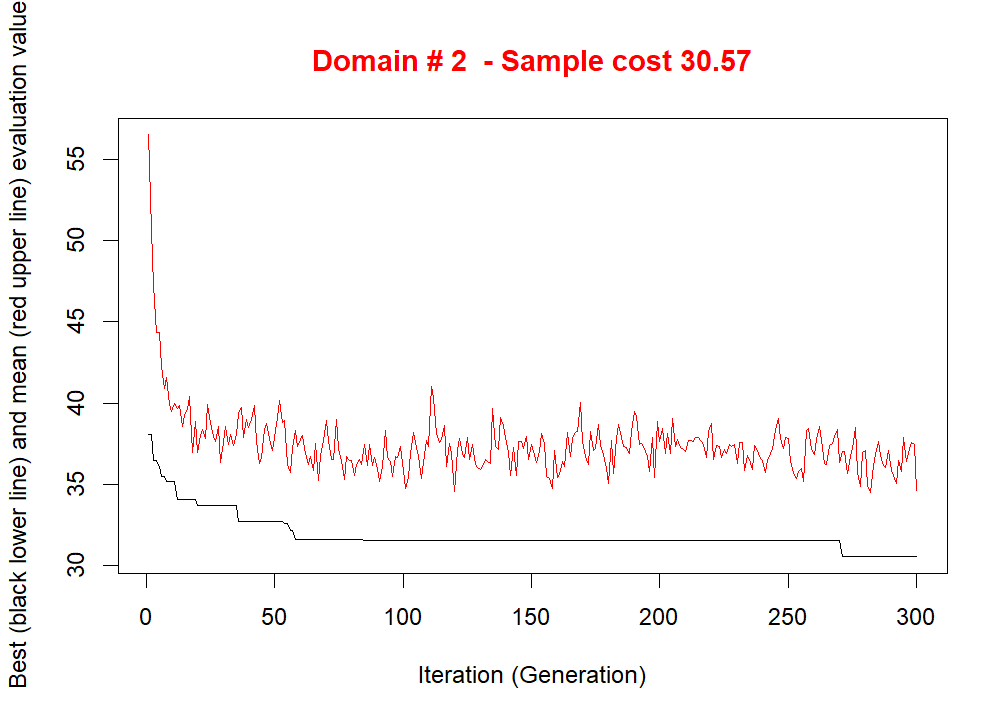 Domain # 2  - Sample cost 30.57
Best (black lower line) and mean (red upper line) evaluation value
55
50
45
40
35
30
0 50 100 150 200 250 300
Iteration (Generation)